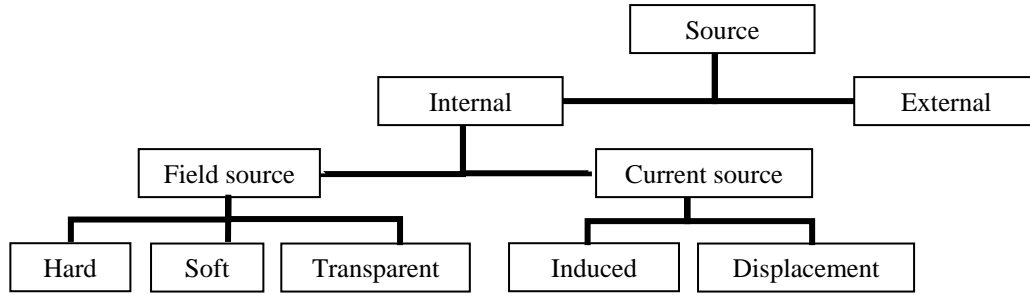 Source
Internal
External
Field source
Current source
Hard
Soft
Transparent
Induced
Displacement